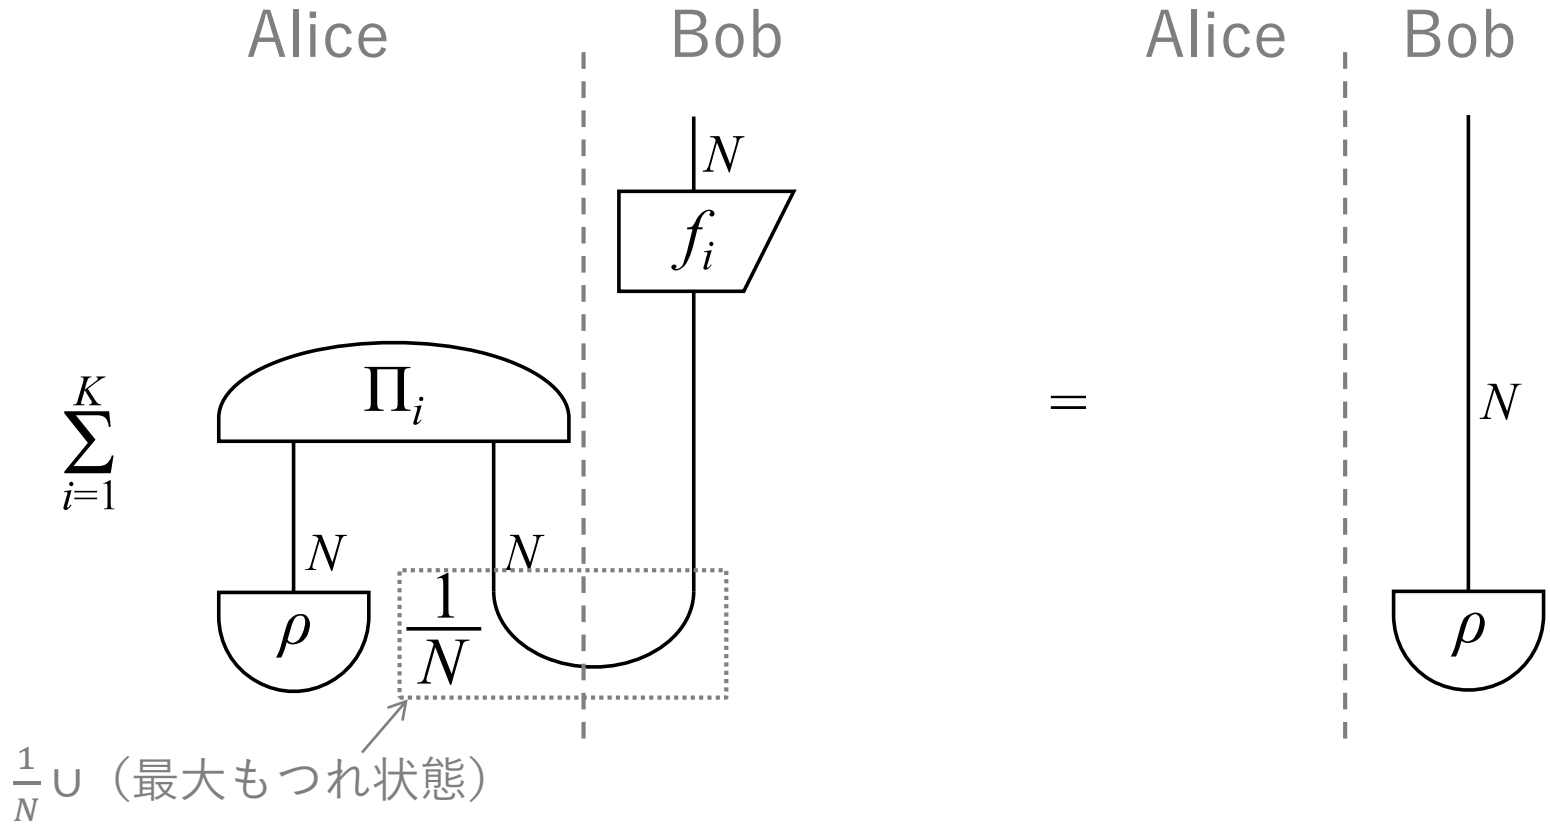 Alice Bob Alice Bob
N
f_i
K
∑
i=1
Π_i
=
N
N N
ρ
1/N
ρ
1/N ∪（最大もつれ状態）